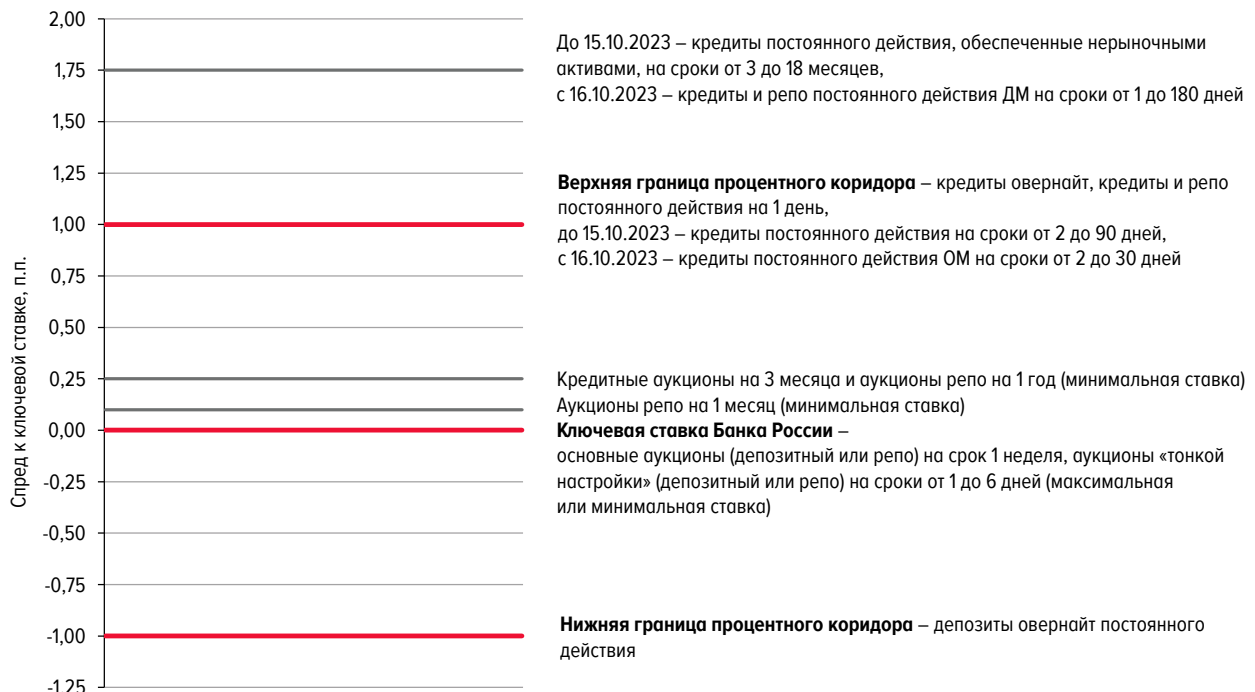 Спред к ключевой ставке, п.п.
2,00
1,75
1,50
1,25
1,00
0,75
0,50
0,25
0,00
-0,25
-0,50
-0,75
-1,00
-1,25
До 15.10.2023 – кредиты постоянного действия, обеспеченные нерыночными
активами, на сроки от 3 до 18 месяцев,
с 16.10.2023 – кредиты и репо постоянного действия ДМ на сроки от 1 до 180 дней
Верхняя граница процентного коридора – кредиты овернайт, кредиты и репо
постоянного действия на 1 день,
до 15.10.2023 – кредиты постоянного действия на сроки от 2 до 90 дней,
с 16.10.2023 – кредиты постоянного действия ОМ на сроки от 2 до 30 дней
Кредитные аукционы на 3 месяца и аукционы репо на 1 год (минимальная ставка)
Аукционы репо на 1 месяц (минимальная ставка)
Ключевая ставка Банка России –
основные аукционы (депозитный или репо) на срок 1 неделя, аукционы «тонкой
настройки» (депозитный или репо) на сроки от 1 до 6 дней (максимальная
или минимальная ставка)
Нижняя граница процентного коридора – депозиты овернайт постоянного
действия